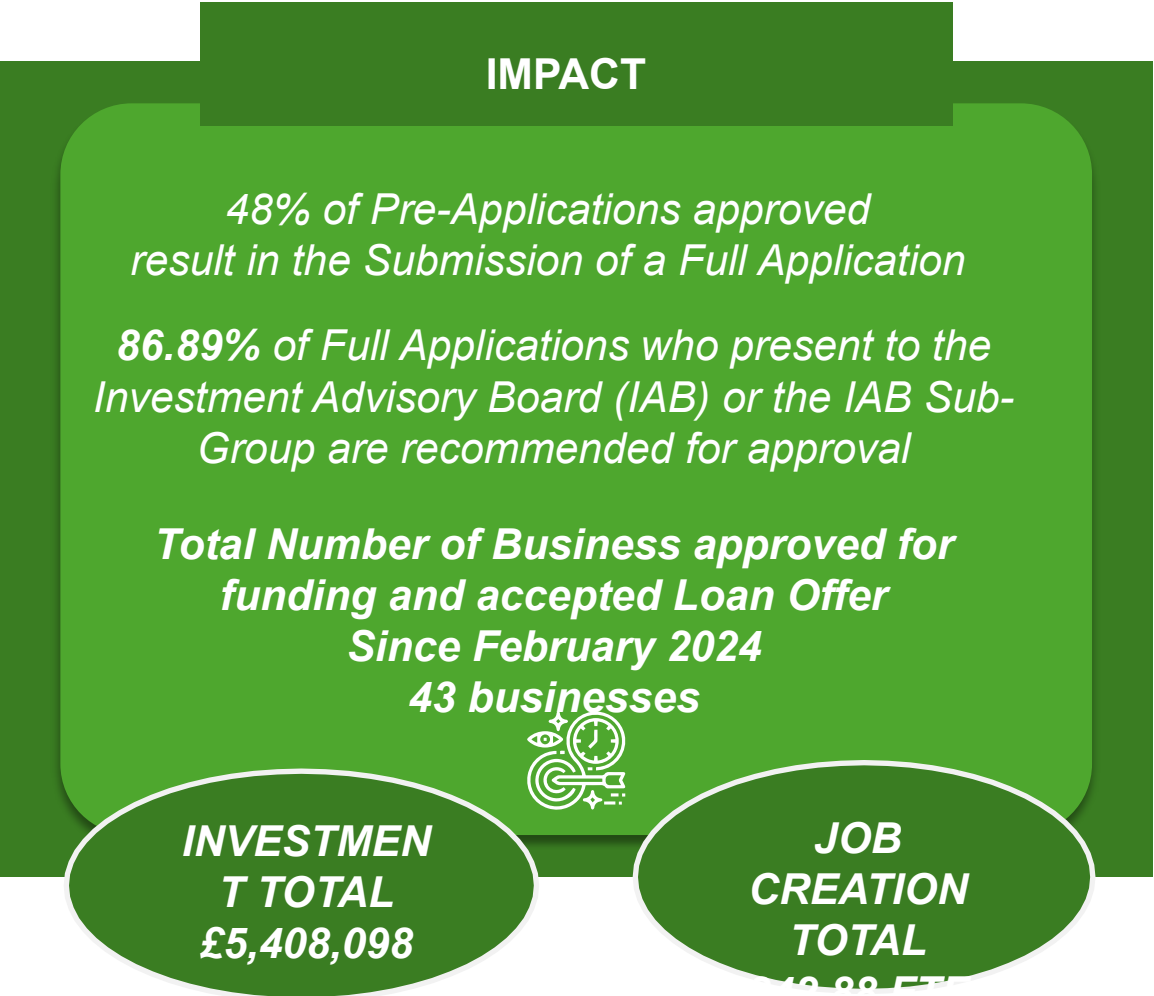 IMPACT
48% of Pre-Applications approved
result in the Submission of a Full Application
86.89% of Full Applications who present to the
Investment Advisory Board (IAB) or the IAB Sub-
Group are recommended for approval
Total Number of Business approved for
funding and accepted Loan Offer
Since February 2024
43 businesses
INVESTMEN
T TOTAL
£5,408,098
JOB
CREATION
TOTAL